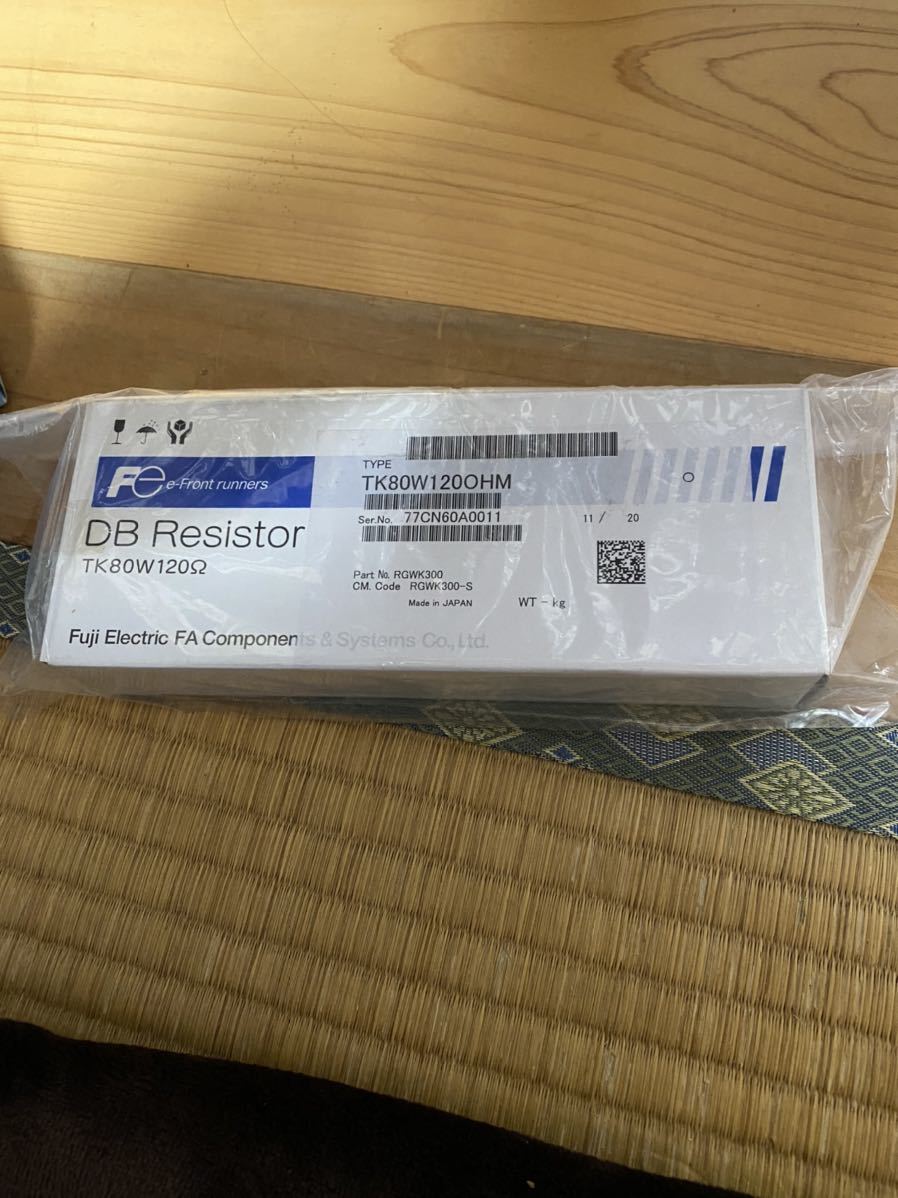 Fe e-Front runners
DB Resistor
TK80W120Ω
Fuji Electric FA Components & Systems Co., Ltd.
TYPE
TK80W120OHM
Ser.No. 77CN60A0011
11 / 20
O
Part No. RGWK300
CM. Code RGWK300-S
Made in JAPAN
WT - kg